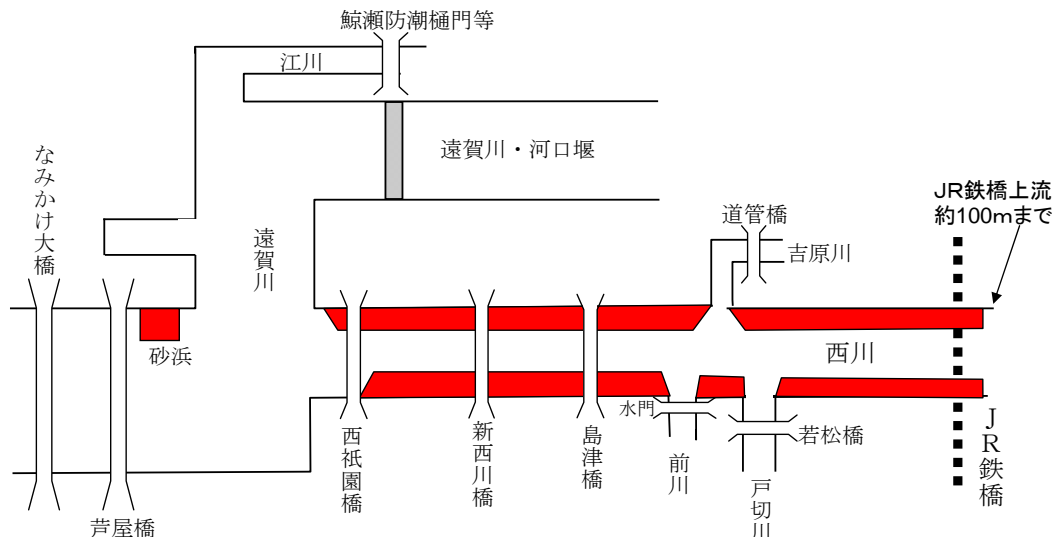 鯨瀬防潮樋門等
江川
遠賀川・河口堰
なみかけ大橋
遠賀川
道管橋
吉原川
JR鉄橋上流
約100mまで
砂浜
西川
水門
若松橋
西祇園橋
新西川橋
島津橋
前川
戸切川
JR鉄橋
芦屋橋